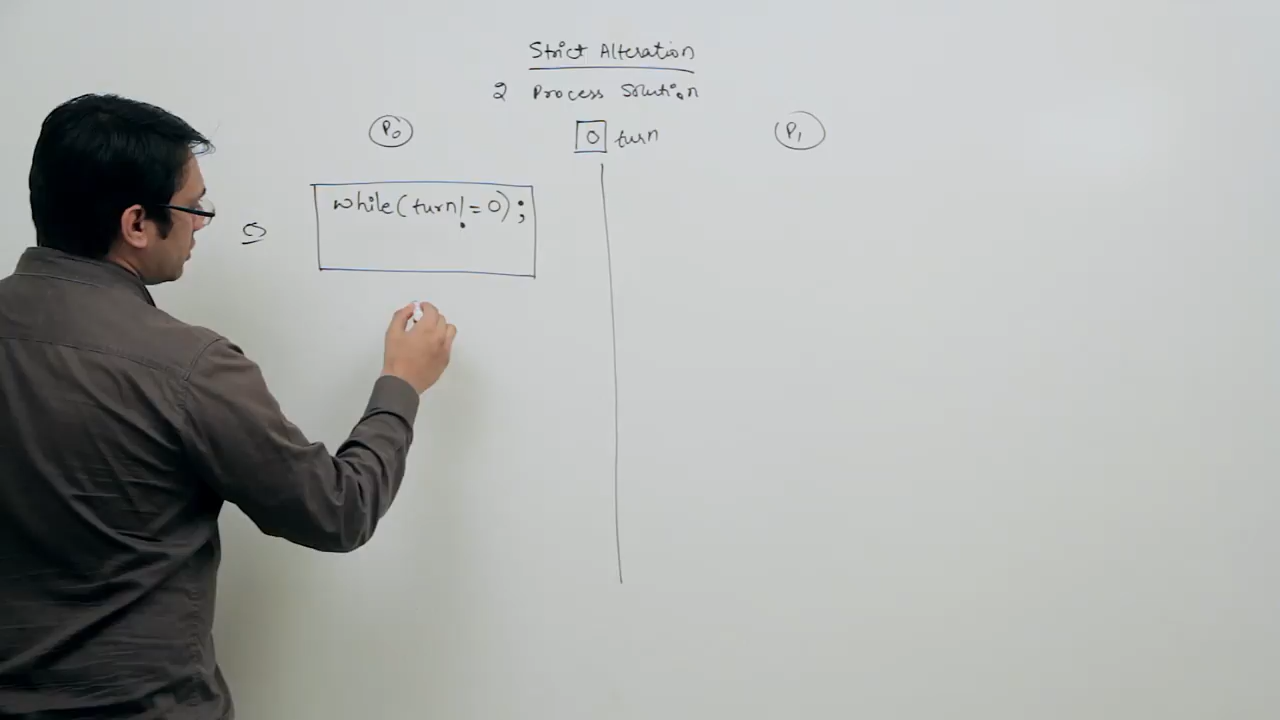 Strict Alteration
2 Process Solution
P0
0 turn
P1
while(turn!=0);